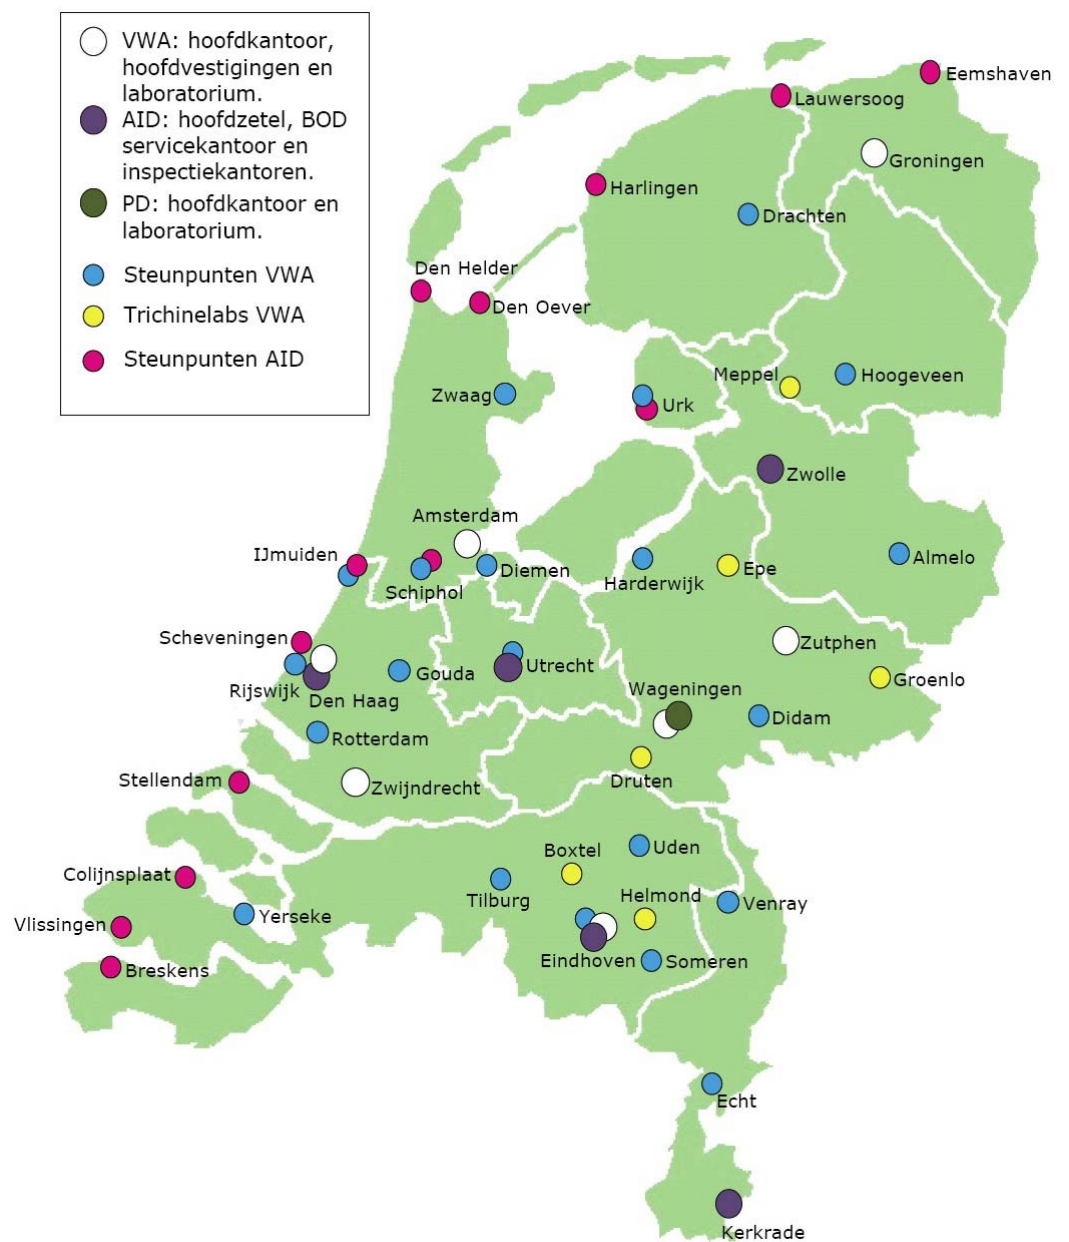 VWA: hoofdkantoor,
hoofdvestigingen en
laboratorium.
AID: hoofdzetel, BOD
servicekantoor en
inspectiekantoren.
PD: hoofdkantoor en
laboratorium.
Steunpunten VWA
Trichinelabs VWA
Steunpunten AID
Eemshaven
Lauwersoog
Groningen
Harlingen
Drachten
Den Helder
Den Oever
Meppel
Hoogeveen
Zwaag
Urk
Zwolle
Amsterdam
IJmuiden
Almelo
Diemen
Epe
Harderwijk
Schiphol
Scheveningen
Zutphen
Utrecht
Gouda
Groenlo
Rijswijk
Wageningen
Den Haag
Didam
Rotterdam
Stellendam
Druten
Zwijndrecht
Uden
Boxtel
Colijnsplaat
Helmond
Tilburg
Venray
Yerseke
Vlissingen
Eindhoven
Someren
Breskens
Echt
Kerkrade